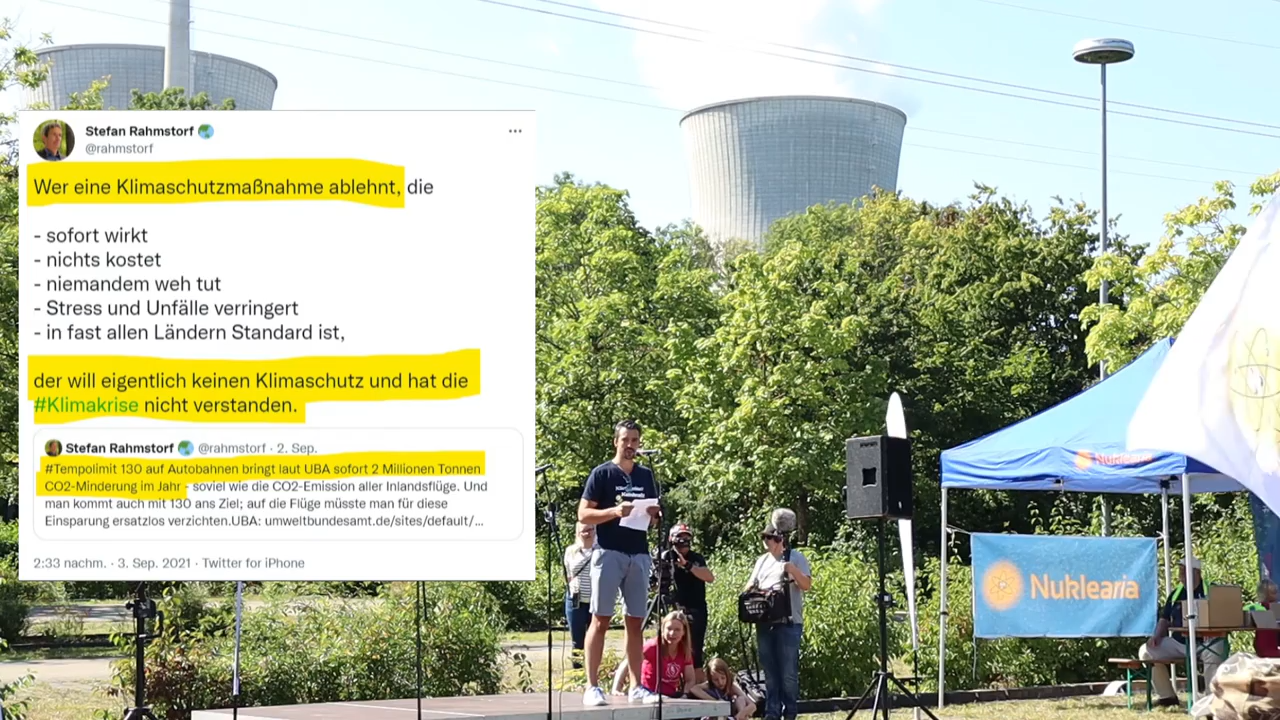 Stefan Rahmstorf
@rahmstorf
Wer eine Klimaschutzmaßnahme ablehnt, die
- sofort wirkt
- nichts kostet
- niemandem weh tut
- Stress und Unfälle verringert
- in fast allen Ländern Standard ist,
der will eigentlich keinen Klimaschutz und hat die
#Klimakrise nicht verstanden.
Stefan Rahmstorf @rahmstorf · 2. Sep.
#Tempolimit 130 auf Autobahnen bringt laut UBA sofort 2 Millionen Tonnen
CO2-Minderung im Jahr - soviel wie die CO2-Emission aller Inlandsflüge. Und
man kommt auch mit 130 ans Ziel; auf die Flüge müsste man für diese
Einsparung ersatzlos verzichten.UBA: umweltbundesamt.de/sites/default/...
2:33 nachm. · 3. Sep. 2021 · Twitter for iPhone
Nuklearia